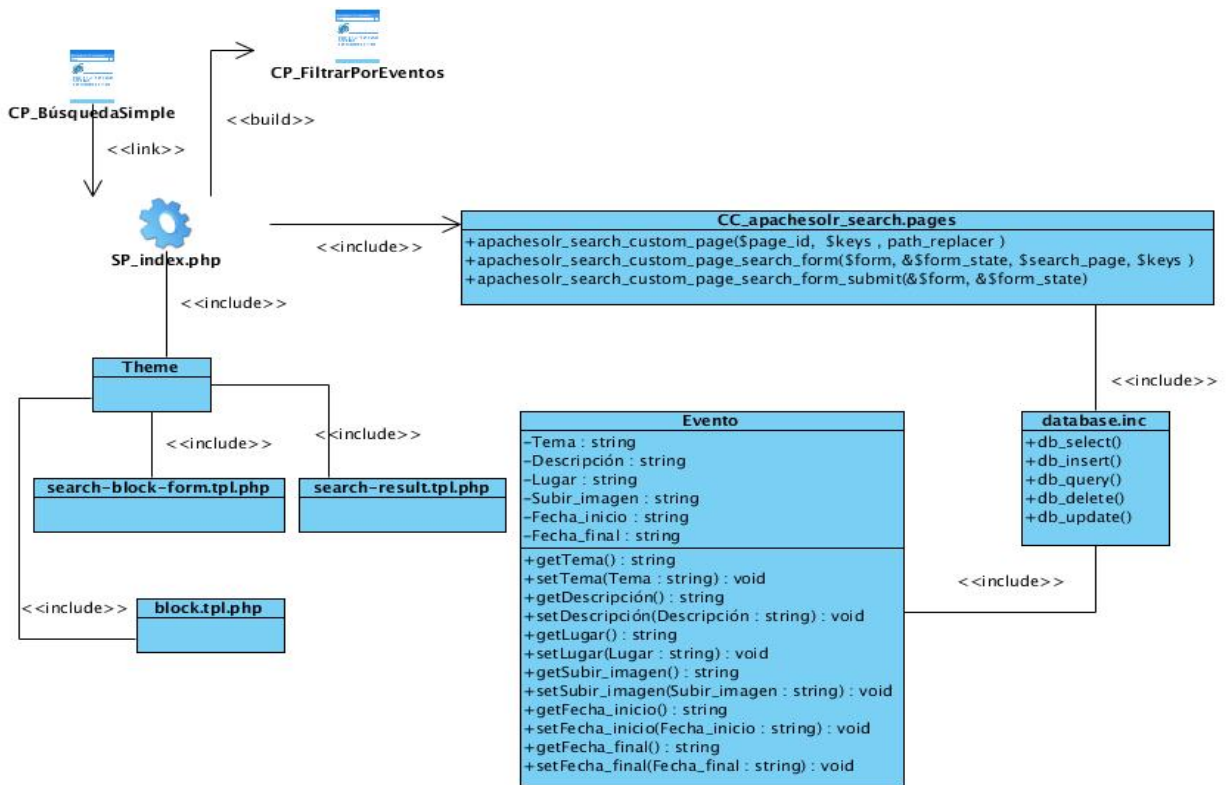 CP_FiltrarPorEventos
CP_BúsquedaSimple
<<build>>
<<link>>
SP_index.php
<<include>>
CC_apachesolr_search.pages
+apachesolr_search_custom_page($page_id, $keys , path_replacer )
+apachesolr_search_custom_page_search_form($form, &$form_state, $search_page, $keys )
+apachesolr_search_custom_page_search_form_submit(&$form, &$form_state)
<<include>>
Theme
<<include>>
<<include>>
<<include>>
search-block-form.tpl.php
search-result.tpl.php
<<include>>
block.tpl.php
Evento
-Tema : string
-Descripción : string
-Lugar : string
-Subir_imagen : string
-Fecha_inicio : string
-Fecha_final : string
+getTema() : string
+setTema(Tema : string) : void
+getDescripción() : string
+setDescripción(Descripción : string) : void
+getLugar() : string
+setLugar(Lugar : string) : void
+getSubir_imagen() : string
+setSubir_imagen(Subir_imagen : string) : void
+getFecha_inicio() : string
+setFecha_inicio(Fecha_inicio : string) : void
+getFecha_final() : string
+setFecha_final(Fecha_final : string) : void
database.inc
+db_select()
+db_insert()
+db_query()
+db_delete()
+db_update()
<<include>>